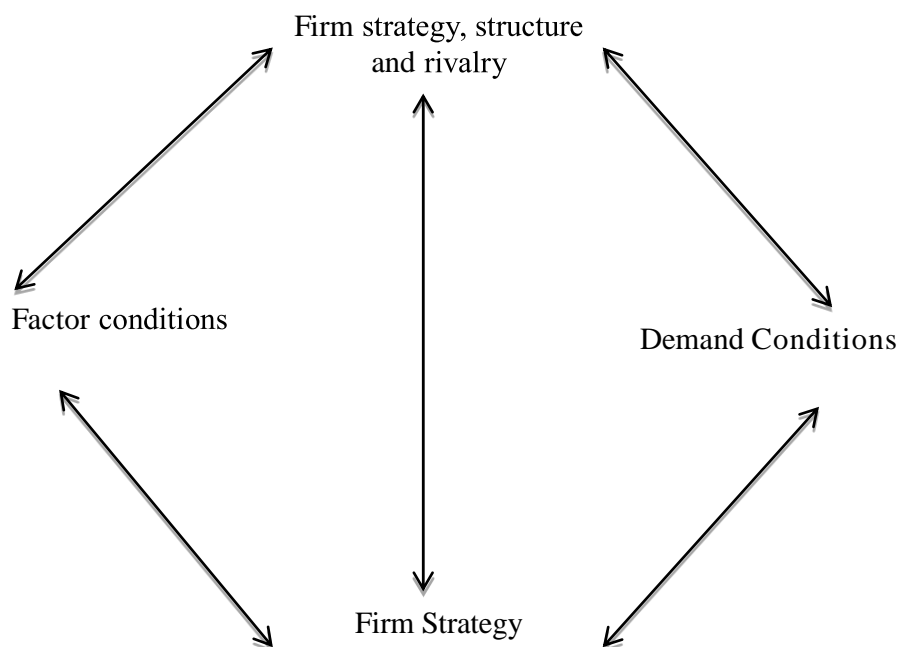 Firm strategy, structure
and rivalry
Factor conditions
Demand Conditions
Firm Strategy